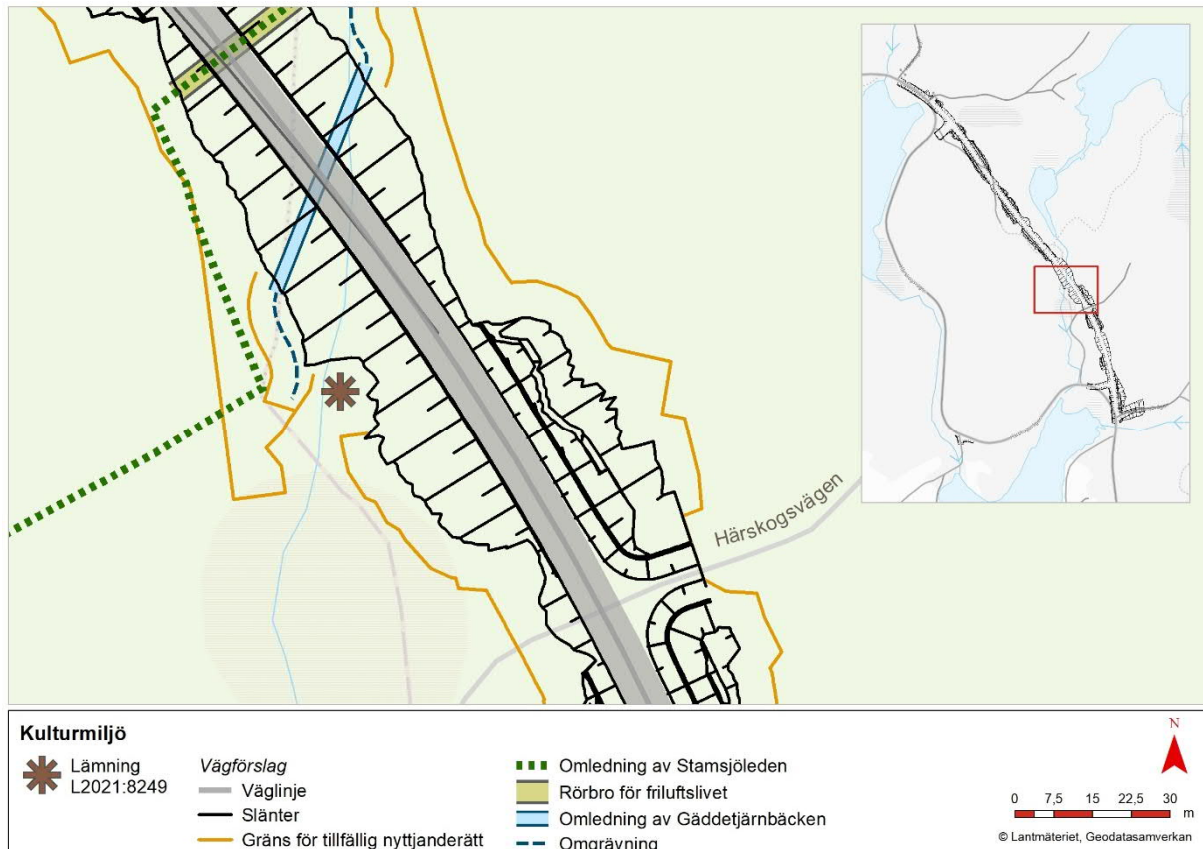 Härskogsvägen
Kulturmiljö
Lämning
L2021:8249
Vägförslag
Väglinje
Slänter
Gräns för tillfällig nyttjanderätt
Omledning av Stamsjöleden
Rörbro för friluftslivet
Omledning av Gäddetjärnbäcken
Omgrävning
N
0 7,5 15 22,5 30
m
© Lantmäteriet, Geodatasamverkan